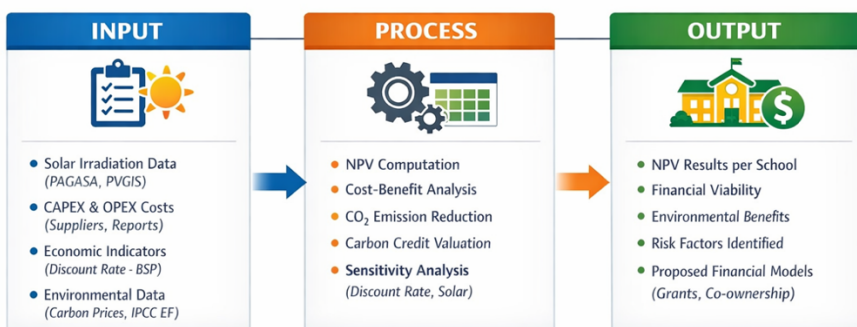 INPUT
Solar Irradiation Data
(PAGASA, PVGIS)
CAPEX & OPEX Costs
(Suppliers, Reports)
Economic Indicators
(Discount Rate - BSP)
Environmental Data
(Carbon Prices, IPCC EF)
PROCESS
NPV Computation
Cost-Benefit Analysis
CO₂ Emission Reduction
Carbon Credit Valuation
Sensitivity Analysis
(Discount Rate, Solar)
OUTPUT
$
NPV Results per School
Financial Viability
Environmental Benefits
Risk Factors Identified
Proposed Financial Models
(Grants, Co-ownership)